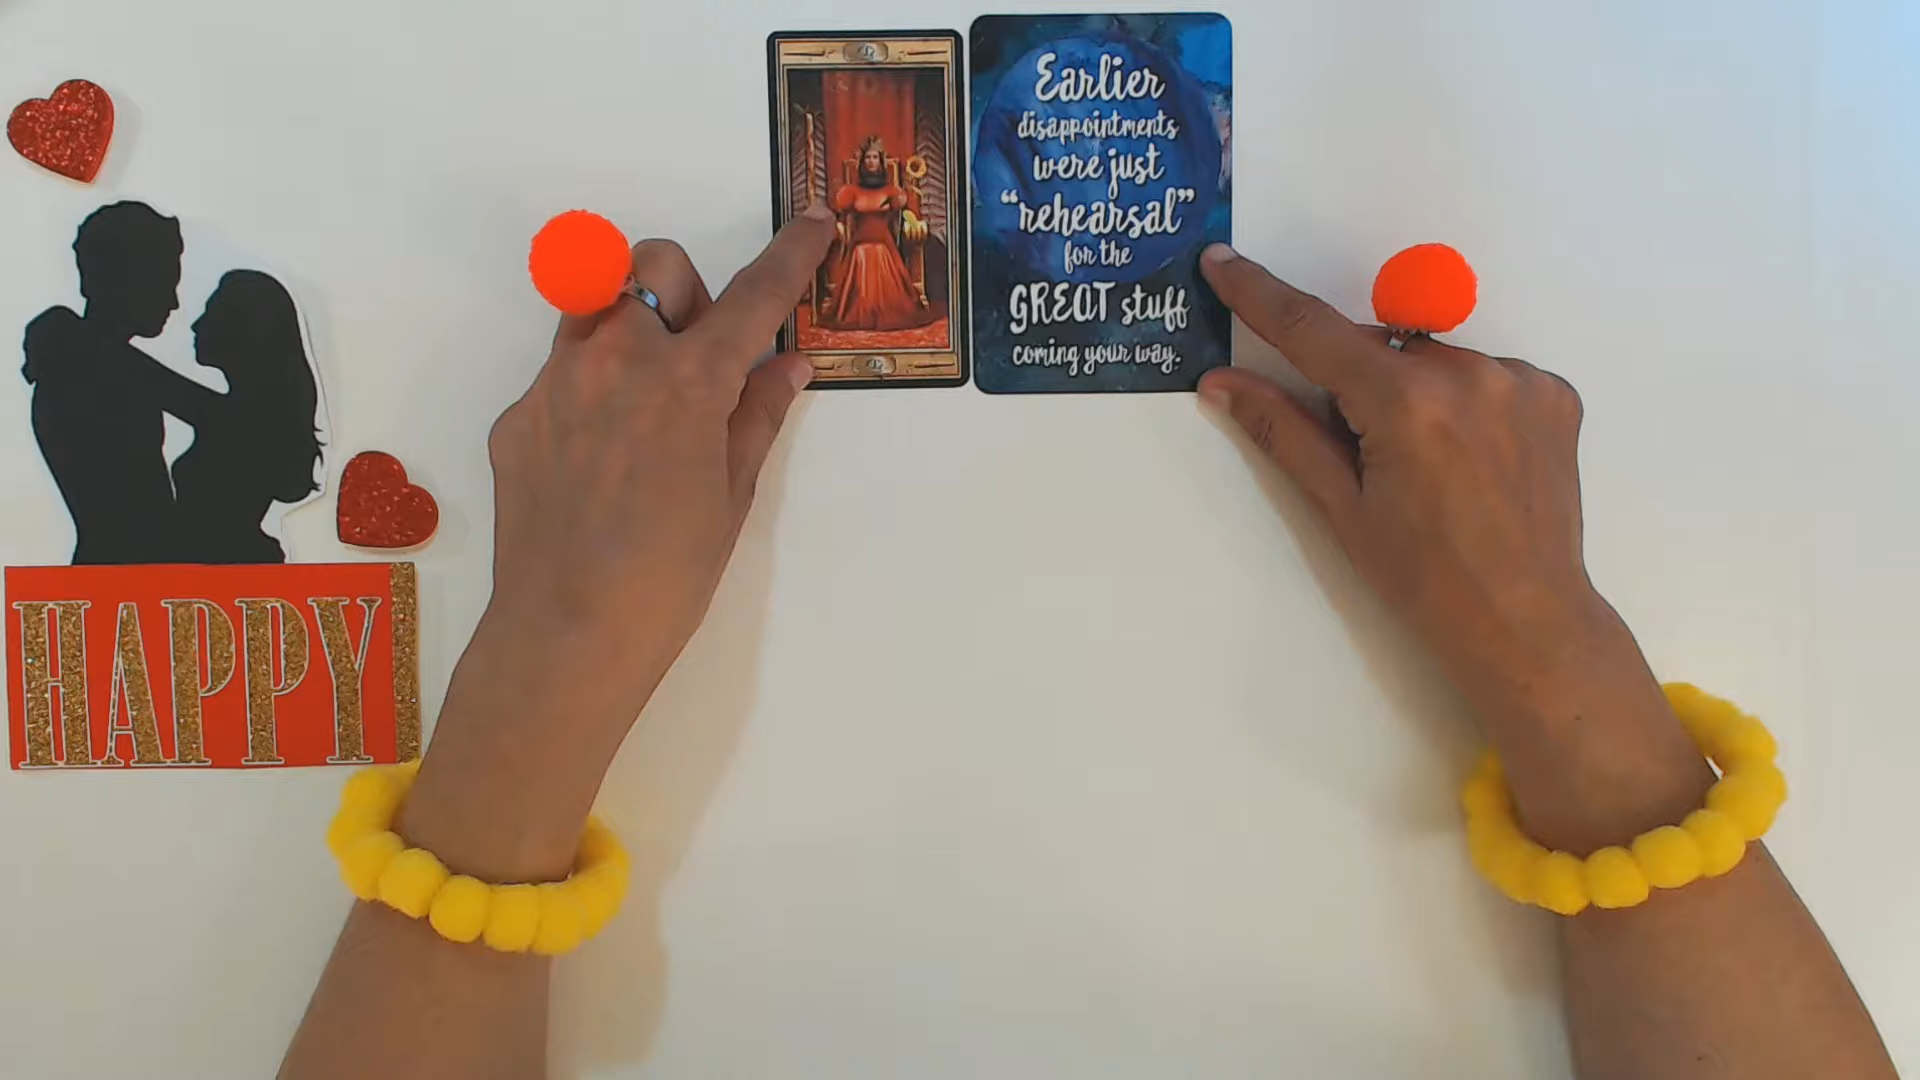 Earlier
disappointments
were just
“rehearsal”
for the
GREAT stuff
coming your way.
HAPPY